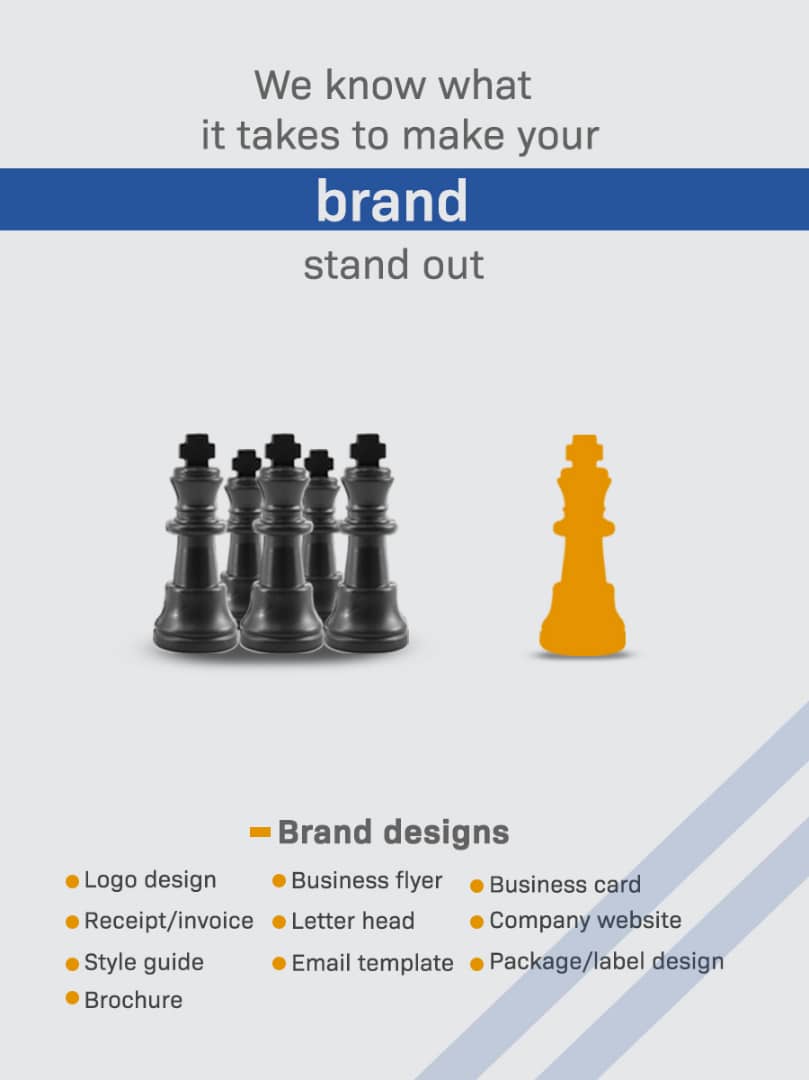 We know what
it takes to make your
brand
stand out
Brand designs
Logo design
Business flyer
Business card
Receipt/invoice
Letter head
Company website
Style guide
Email template
Package/label design
Brochure